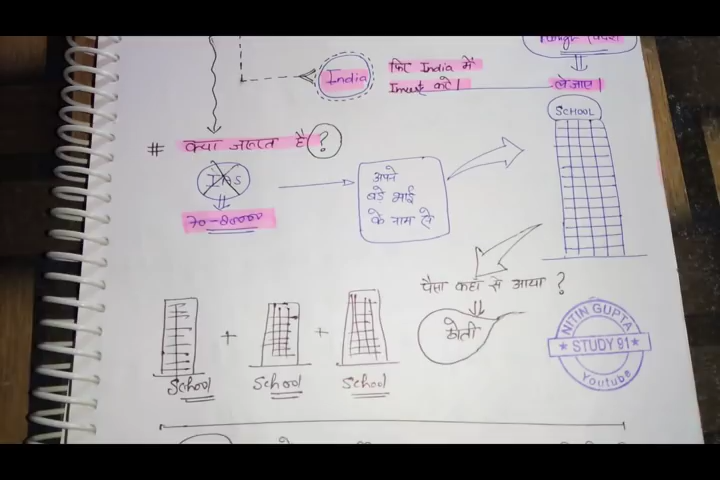 India
फिर India में
Invest करे।
लेजाए।
SCHOOL
# क्या जरूरत है ?
IAS
70-80000
अपने
बड़े भाई
के नाम से
पैसा कहाँ से आया ?
खेती
School + School + School
NITIN GUPTA
STUDY 91
Youtube